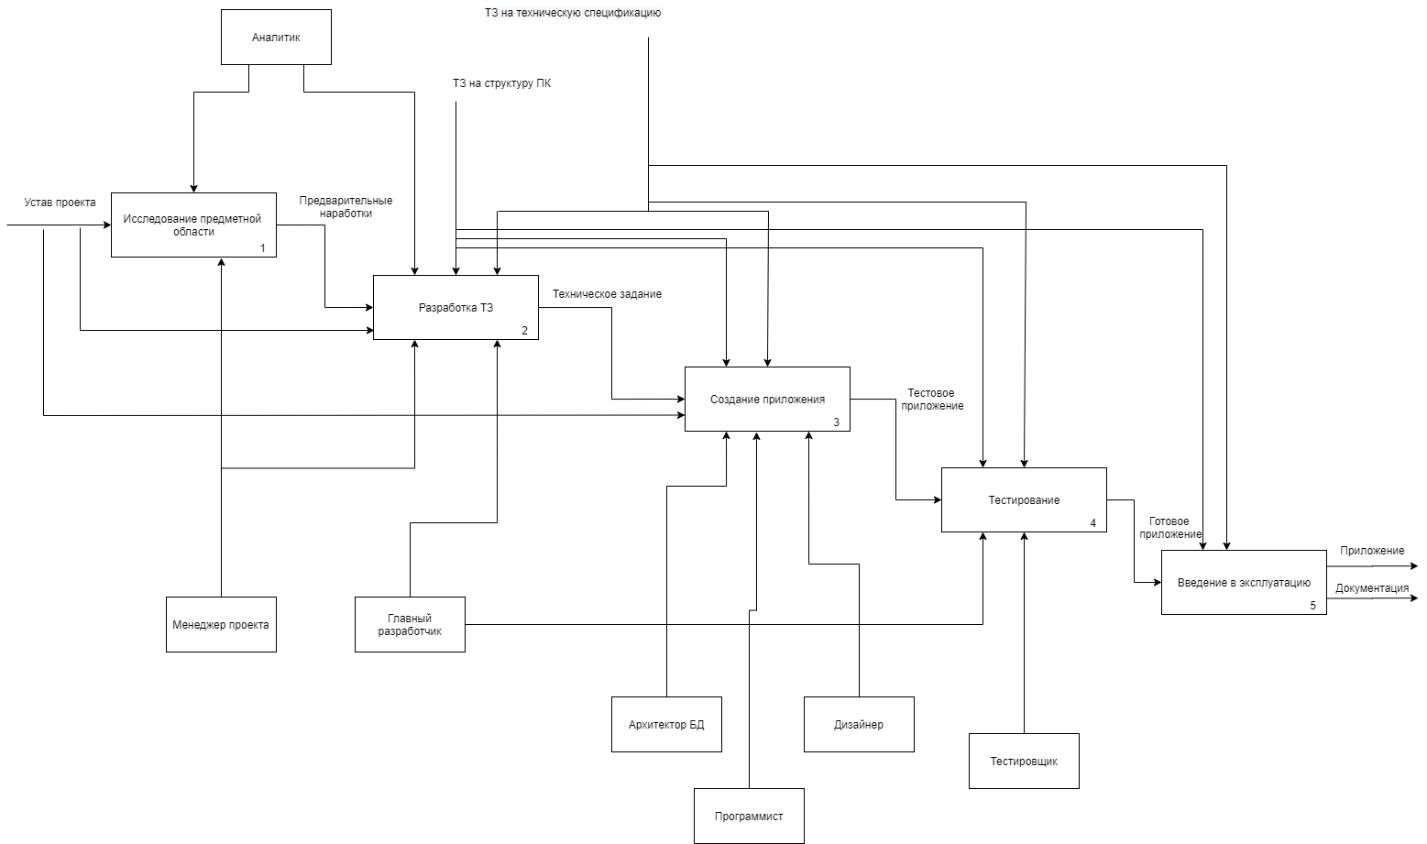 ТЗ на техническую спецификацию
Аналитик
ТЗ на структуру ПК
Устав проекта
Исследование предметной
области
1
Предварительные
наработки
Разработка ТЗ
2
Техническое задание
Создание приложения
3
Тестовое
приложение
Тестирование
4
Готовое
приложение
Введение в эксплуатацию
5
Приложение
Документация
Менеджер проекта
Главный
разработчик
Архитектор БД
Дизайнер
Тестировщик
Программист